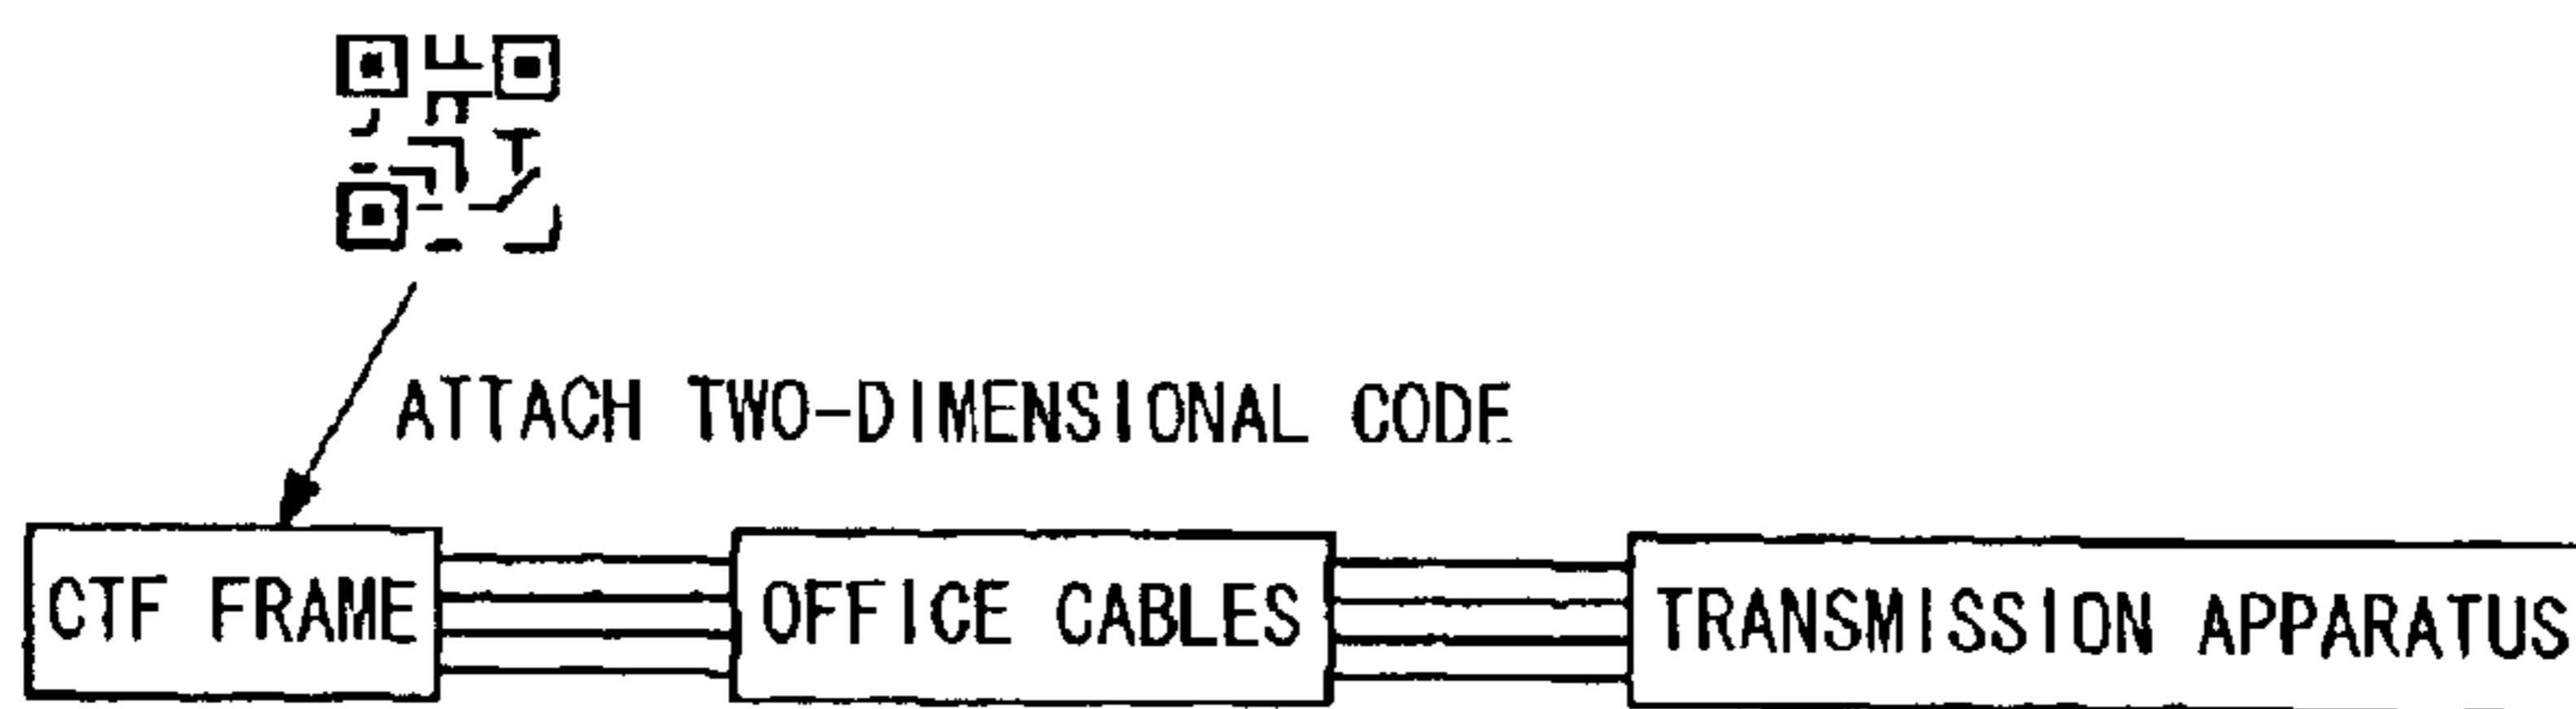 ATTACH TWO-DIMENSIONAL CODE
CTF FRAME
OFFICE CABLES
TRANSMISSION APPARATUS